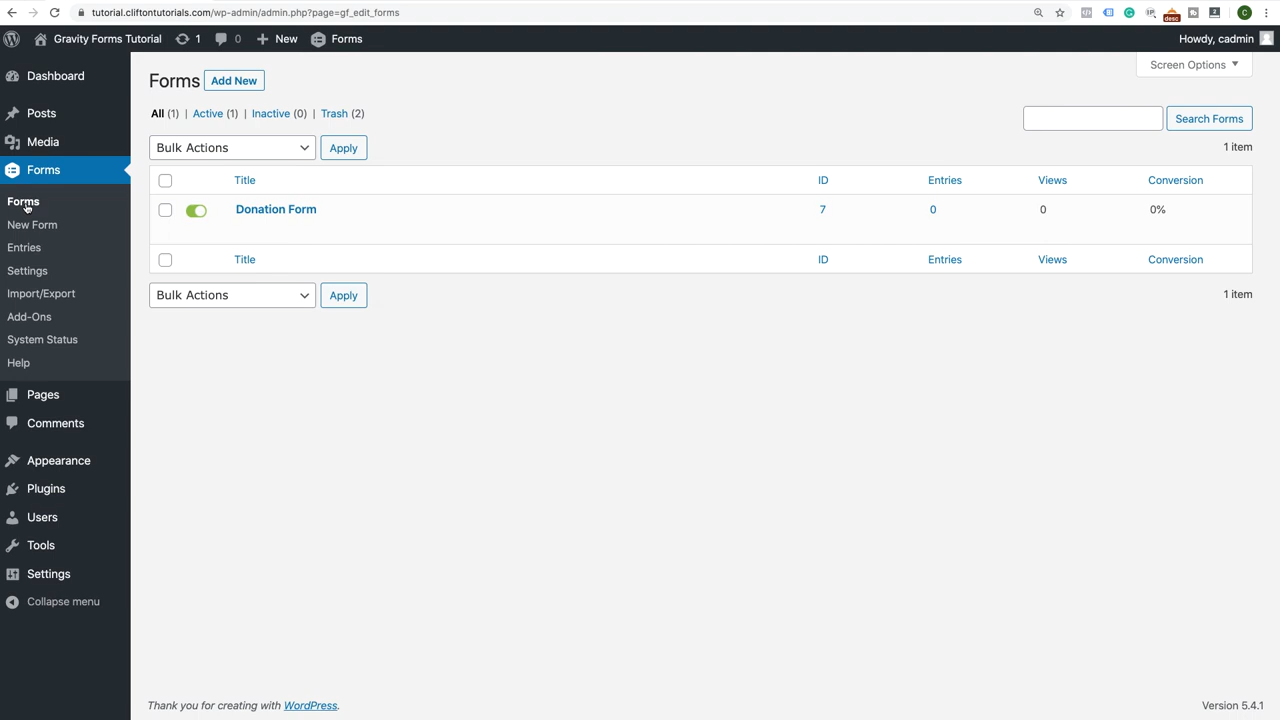 tutorial.cliftontutorials.com/wp-admin/admin.php?page=gf_edit_forms
desc
2
C
Gravity Forms Tutorial
1
0
New
Forms
Howdy, cadmin
Dashboard
Posts
Media
Forms
Forms
New Form
Entries
Settings
Import/Export
Add-Ons
System Status
Help
Pages
Comments
Appearance
Plugins
Users
Tools
Settings
Collapse menu
Screen Options
Forms Add New
All (1) | Active (1) | Inactive (0) | Trash (2)
Search Forms
Bulk Actions Apply
1 item
Title ID Entries Views Conversion
Donation Form 7 0 0 0%
Title ID Entries Views Conversion
Bulk Actions Apply
1 item
Thank you for creating with WordPress.
Version 5.4.1